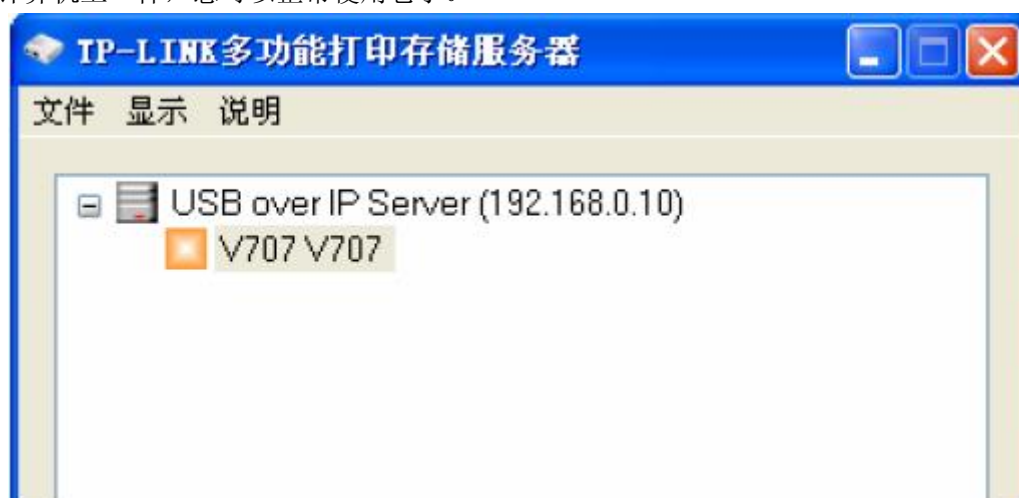 TP-LINK多功能打印存储服务器
文件 显示 说明
USB over IP Server (192.168.0.10)
V707 V707